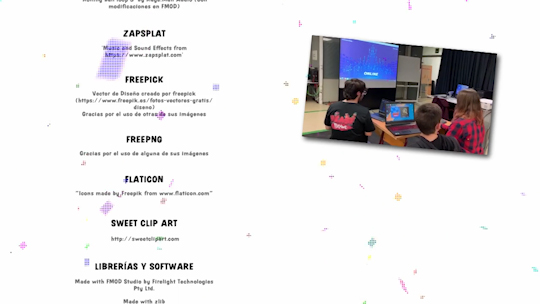 modificaciones en FMOD)
ZAPSPLAT
"Music and Sound Effects from
https://www.zapsplat.com"
FREEPICK
Vector de Diseño creado por freepick
(https://www.freepik.es/fotos-vectores-gratis/
diseno)
Gracias por el uso de otras de sus imágenes
FREEPNG
Gracias por el uso de alguna de sus imágenes
FLATICON
"Icons made by Freepik from www.flaticon.com"
SWEET CLIP ART
http://sweetclipart.com
LIBRERÍAS Y SOFTWARE
Made with FMOD Studio by Firelight Technologies
Pty Ltd.
Made with zlib